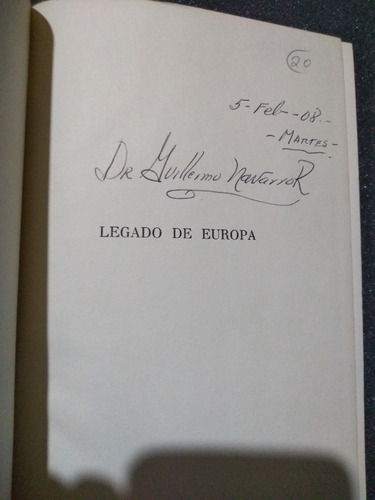 20
5-Feb--08.-
-MARTES-
DR Guillermo Navarro R
LEGADO DE EUROPA